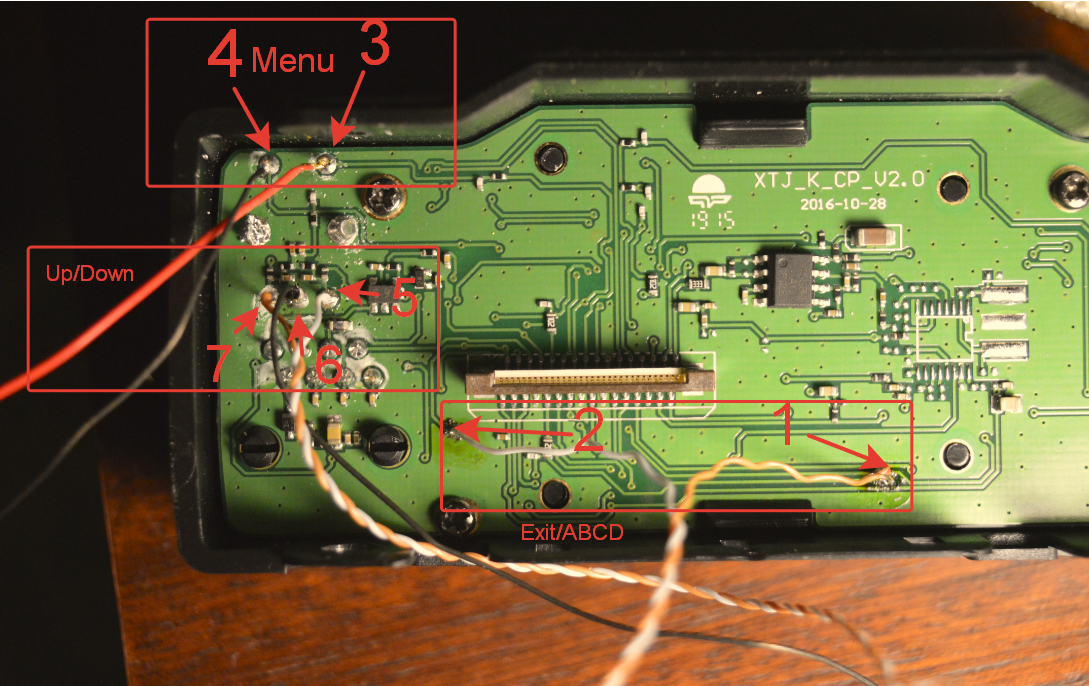 4 Menu 3
XTJ_K_CP_V2.0
2016-10-28
1915
Up/Down
5
7
6
2
1
Exit/ABCD